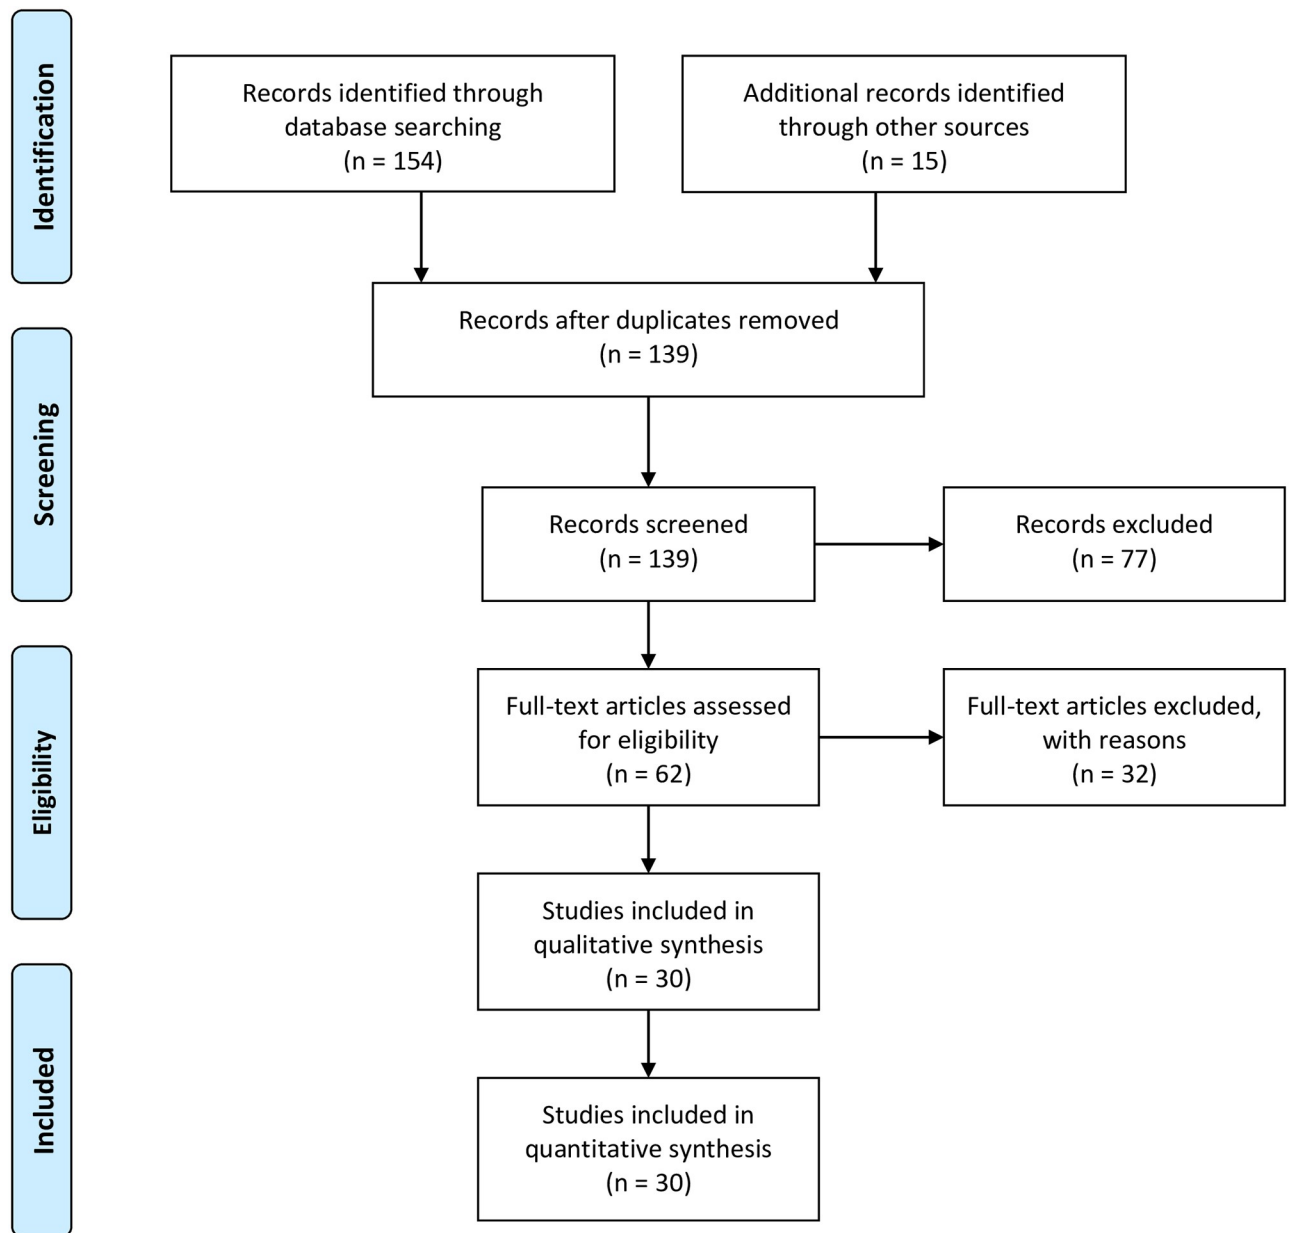 Identification
Records identified through
database searching
(n = 154)
Additional records identified
through other sources
(n = 15)
Records after duplicates removed
(n = 139)
Screening
Records screened
(n = 139)
Records excluded
(n = 77)
Eligibility
Full-text articles assessed
for eligibility
(n = 62)
Full-text articles excluded,
with reasons
(n = 32)
Studies included in
qualitative synthesis
(n = 30)
Included
Studies included in
quantitative synthesis
(n = 30)